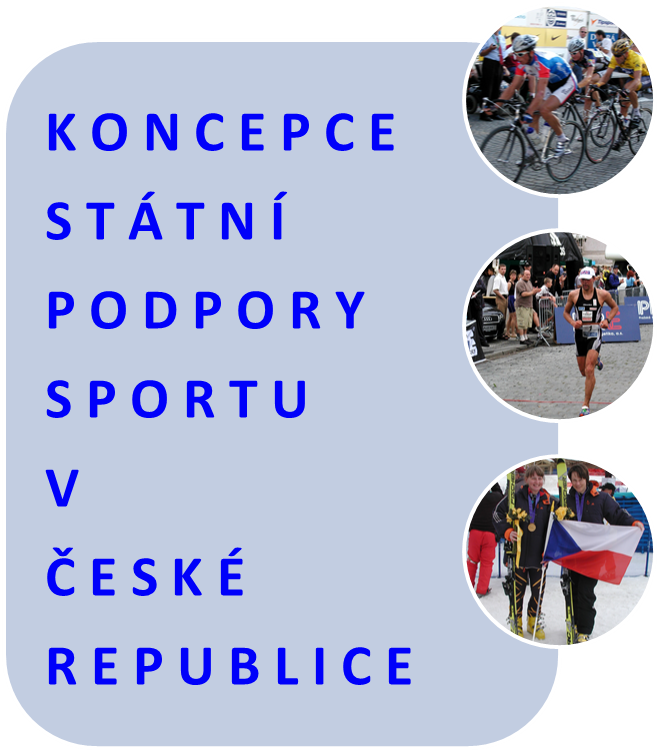 KONCEPCE
STÁTNÍ
PODPORY
SPORTU
V
ČESKÉ
REPUBLICE